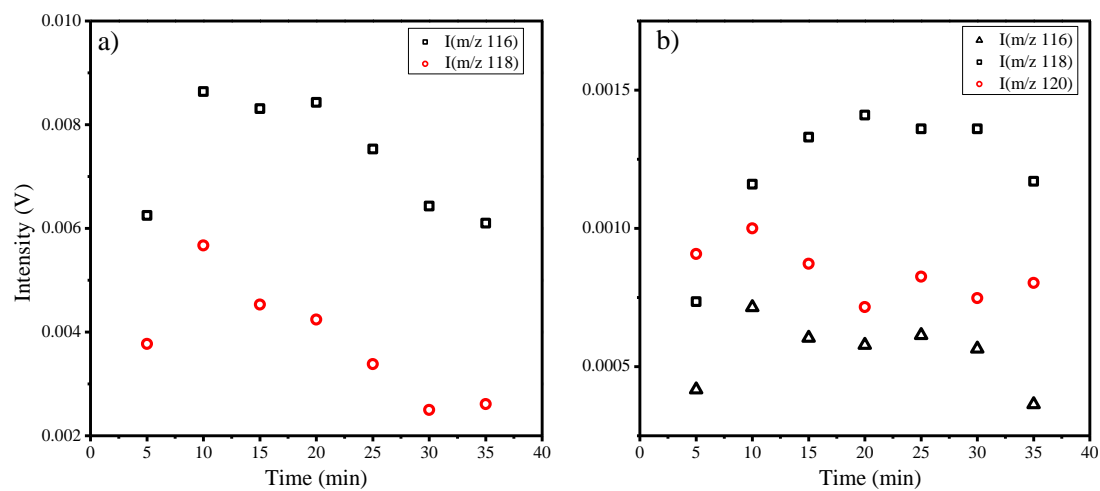 a)
I(m/z 116)
I(m/z 118)
0.010
0.008
0.006
0.004
0.002
Intensity (V)
0 5 10 15 20 25 30 35 40
Time (min)
b)
I(m/z 116)
I(m/z 118)
I(m/z 120)
0.0015
0.0010
0.0005
0 5 10 15 20 25 30 35 40
Time (min)